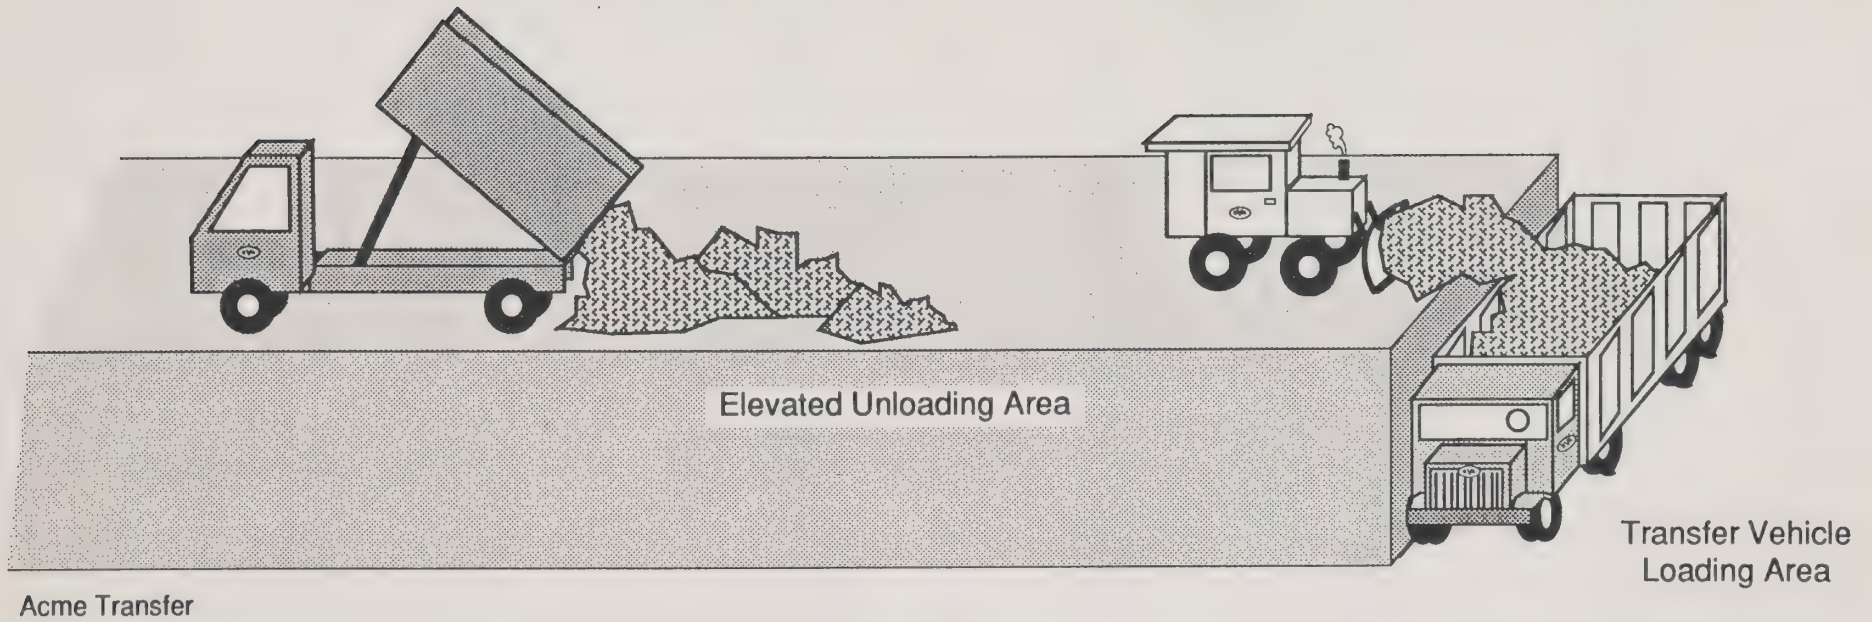 Elevated Unloading Area
Transfer Vehicle
Loading Area
Acme Transfer